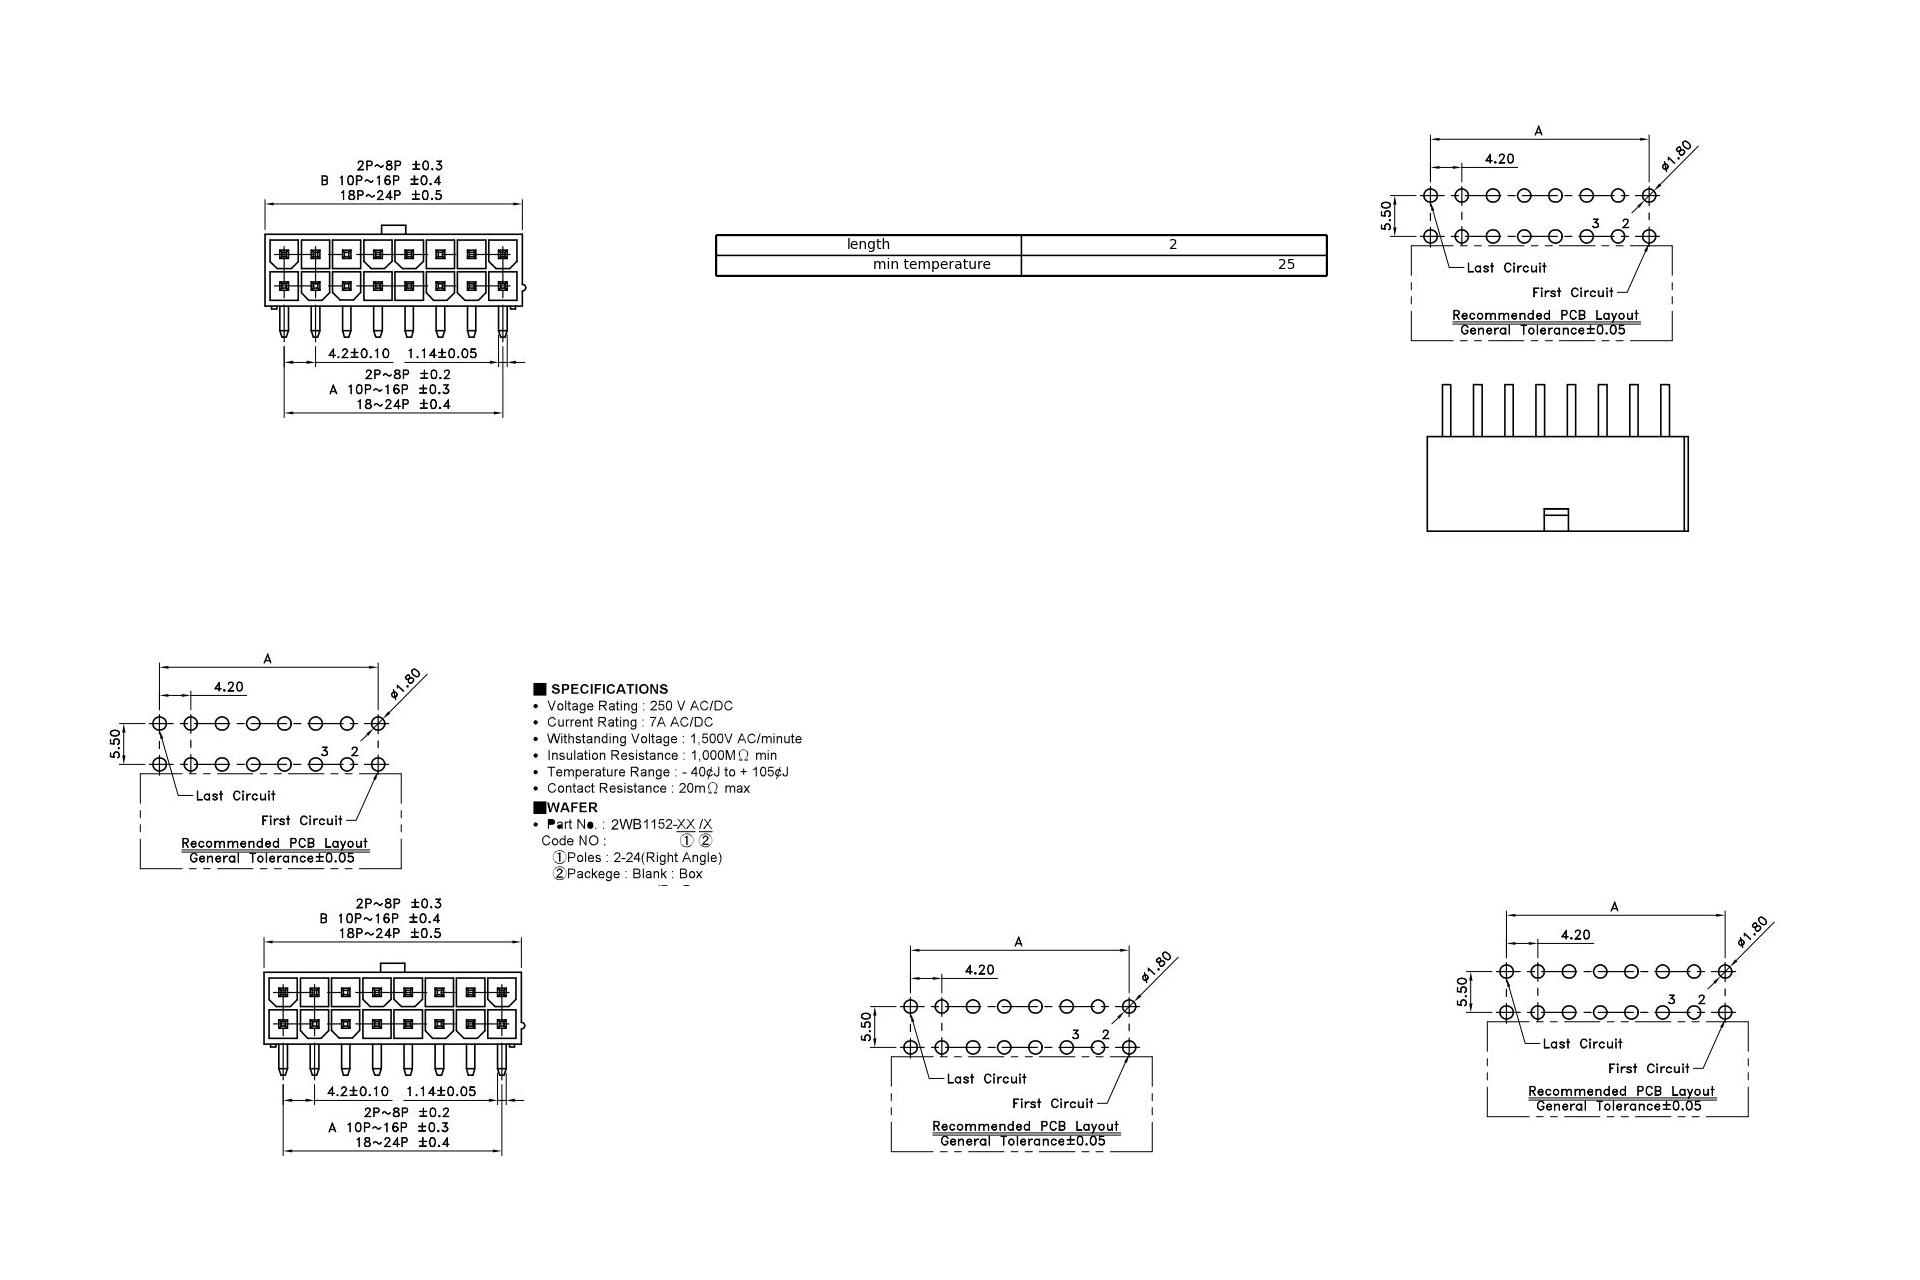 2P~8P ±0.3
B 10P~16P ±0.4
18P~24P ±0.5
4.2±0.10 1.14±0.05
2P~8P ±0.2
A 10P~16P ±0.3
18~24P ±0.4
length 2
min temperature 25
A
4.20
ø1.80
5.50
3 2
Last Circuit
First Circuit
Recommended PCB Layout
General Tolerance±0.05
A
4.20
ø1.80
5.50
3 2
Last Circuit
First Circuit
Recommended PCB Layout
General Tolerance±0.05
■ SPECIFICATIONS
• Voltage Rating : 250 V AC/DC
• Current Rating : 7A AC/DC
• Withstanding Voltage : 1,500V AC/minute
• Insulation Resistance : 1,000MΩ min
• Temperature Range : - 40¢J to + 105¢J
• Contact Resistance : 20mΩ max
■WAFER
• Part No. : 2WB1152-XX /X
Code NO : ① ②
①Poles : 2-24(Right Angle)
②Packege : Blank : Box
2P~8P ±0.3
B 10P~16P ±0.4
18P~24P ±0.5
4.2±0.10 1.14±0.05
2P~8P ±0.2
A 10P~16P ±0.3
18~24P ±0.4
A
4.20
ø1.80
5.50
3 2
Last Circuit
First Circuit
Recommended PCB Layout
General Tolerance±0.05
A
4.20
ø1.80
5.50
3 2
Last Circuit
First Circuit
Recommended PCB Layout
General Tolerance±0.05